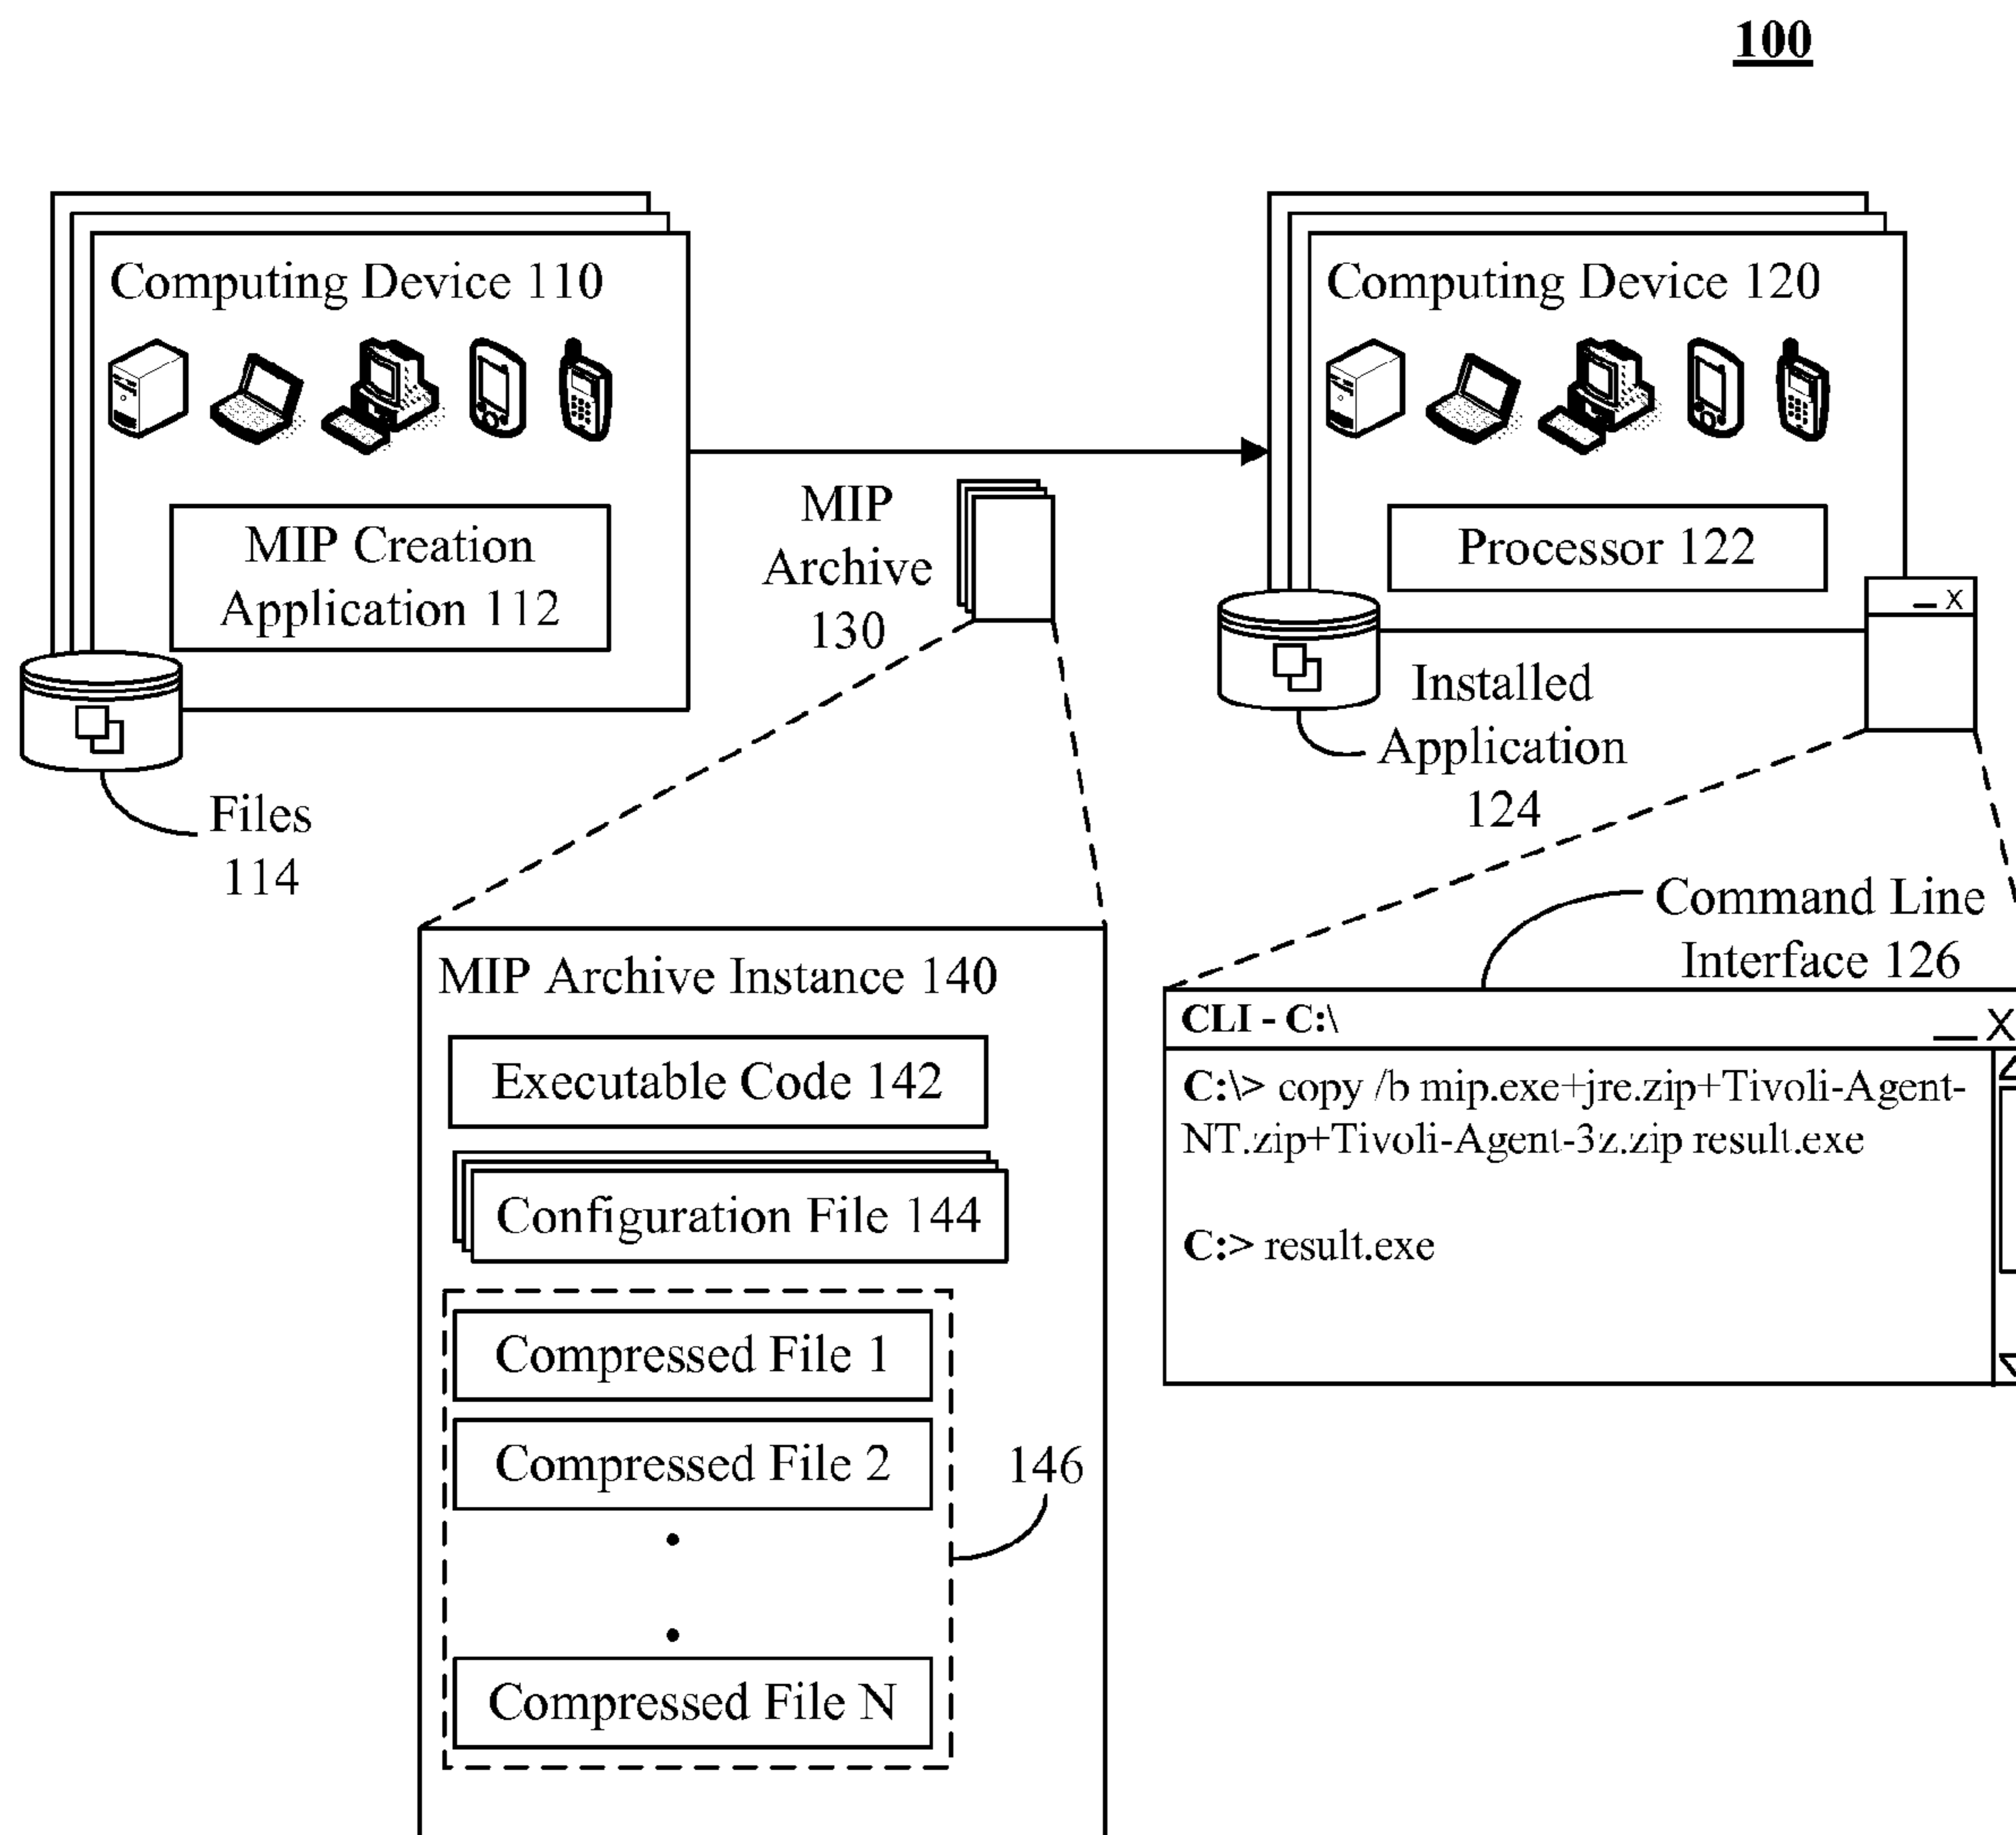 100
Computing Device 110
MIP Creation
Application 112
Files
114
MIP
Archive
130
Computing Device 120
Processor 122
_ X
Installed
Application
124
Command Line
Interface 126
MIP Archive Instance 140
Executable Code 142
Configuration File 144
Compressed File 1
Compressed File 2
Compressed File N
146
CLI - C:\
_ X
C:\> copy /b mip.exe+jre.zip+Tivoli-Agent-
NT.zip+Tivoli-Agent-3z.zip result.exe
C:> result.exe